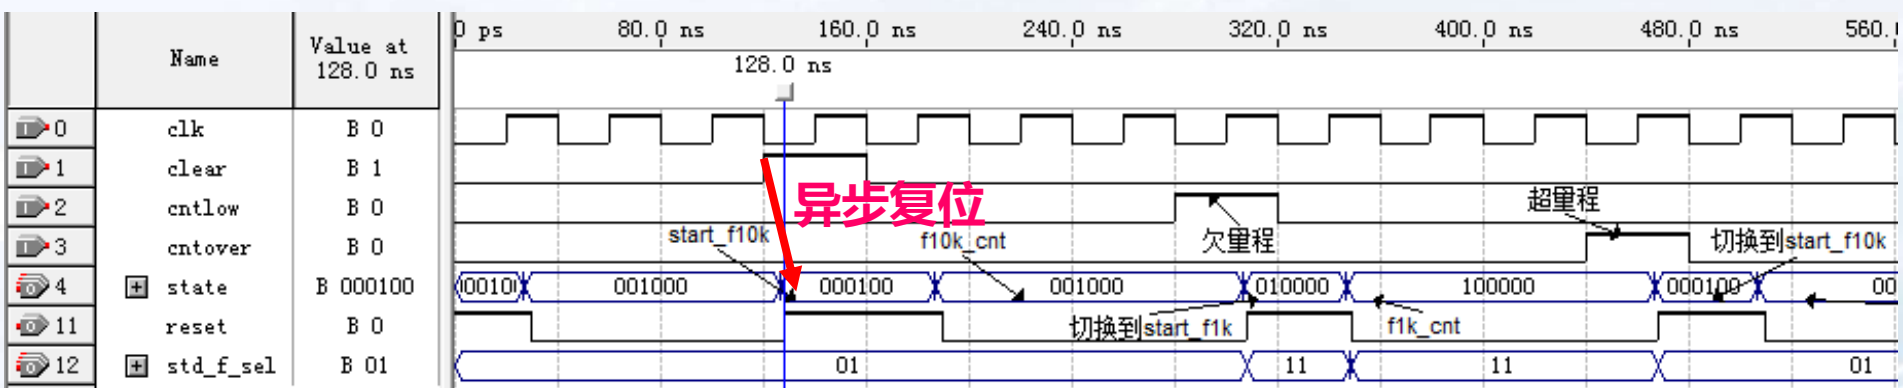 Name
Value at
128.0 ns
0 ps
80.0 ns
160.0 ns
240.0 ns
320.0 ns
400.0 ns
480.0 ns
560.
128.0 ns
0 clk B 0
1 clear B 1
异步复位
2 cntlow B 0
超量程
3 cntover B 0
start_f10k
f10k_cnt
欠量程
切换到start_f10k
4 state B 000100
00010
001000
000100
001000
010000
100000
000100
00
11 reset B 0
切换到start_f1k
f1k_cnt
12 std_f_sel B 01
01
11
11
01